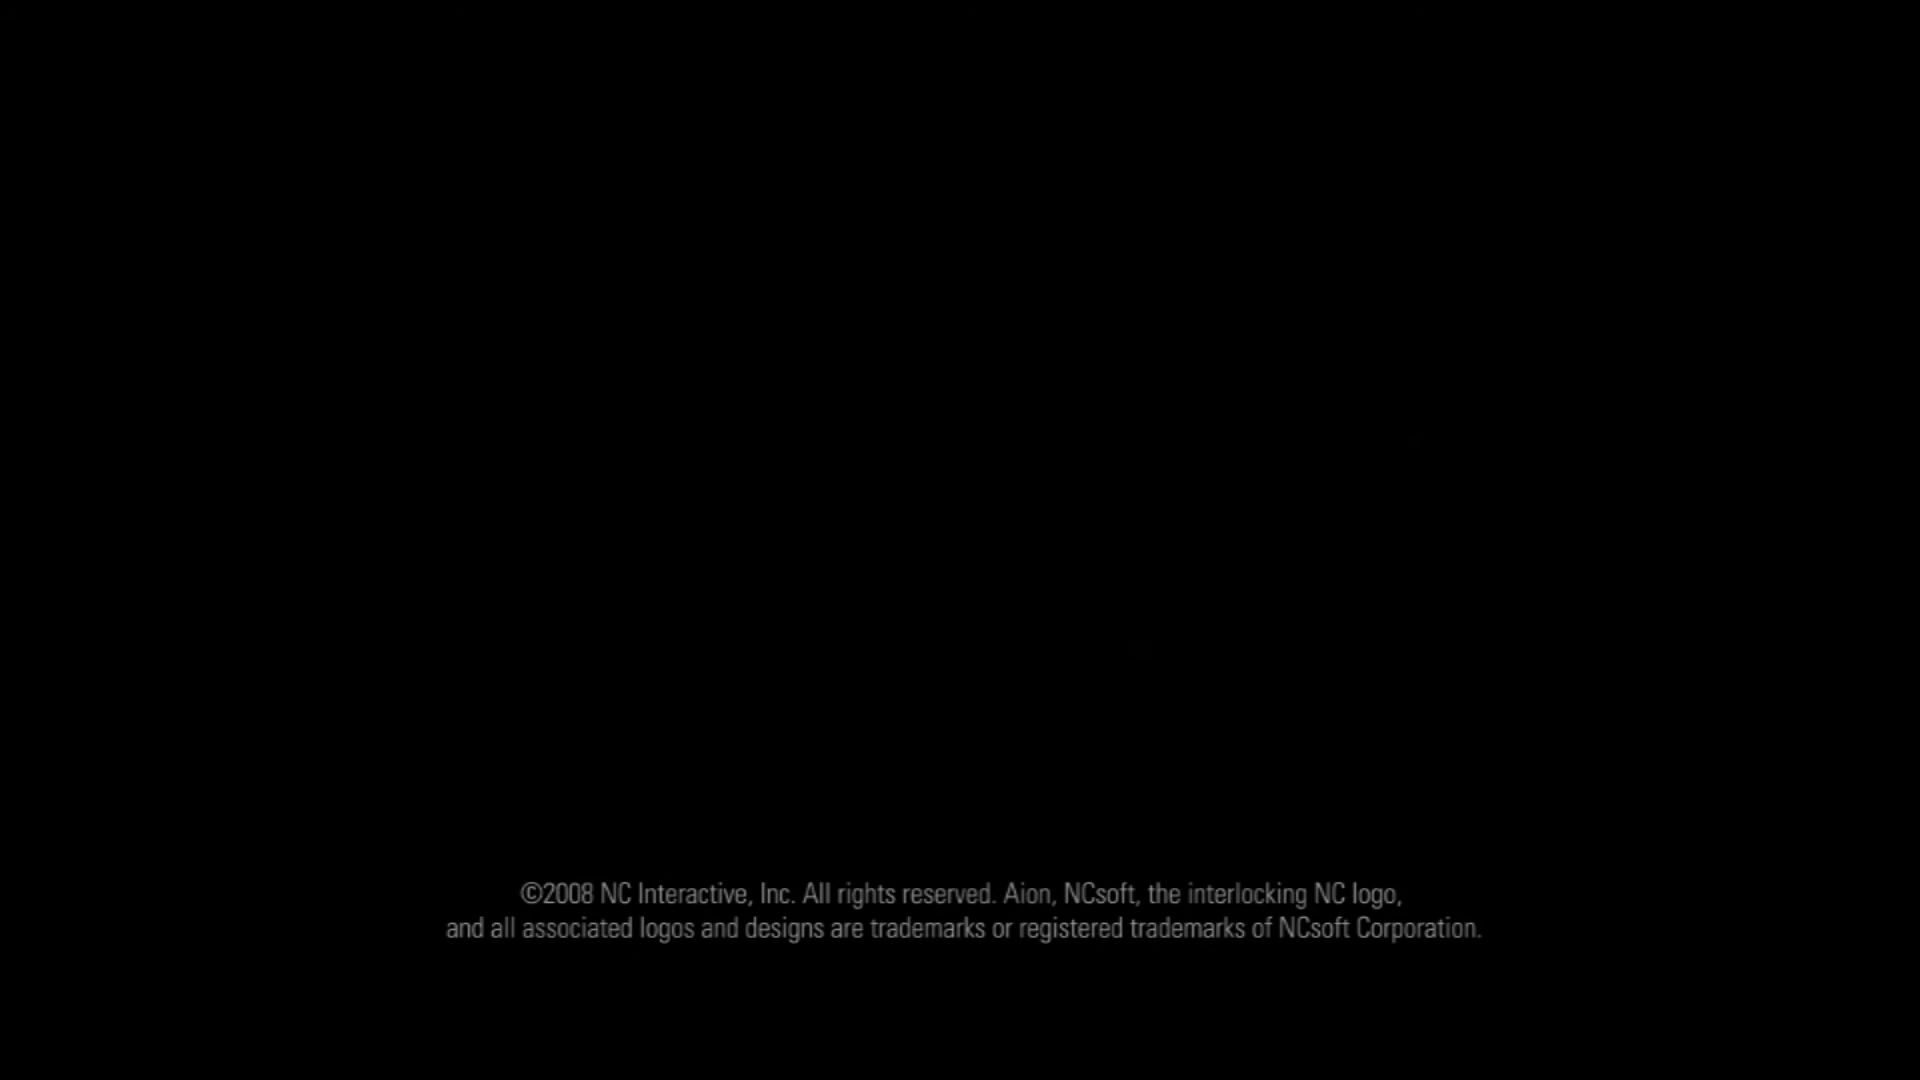 ©2008 NC Interactive, Inc. All rights reserved. Aion, NCsoft, the interlocking NC logo,
and all associated logos and designs are trademarks or registered trademarks of NCsoft Corporation.